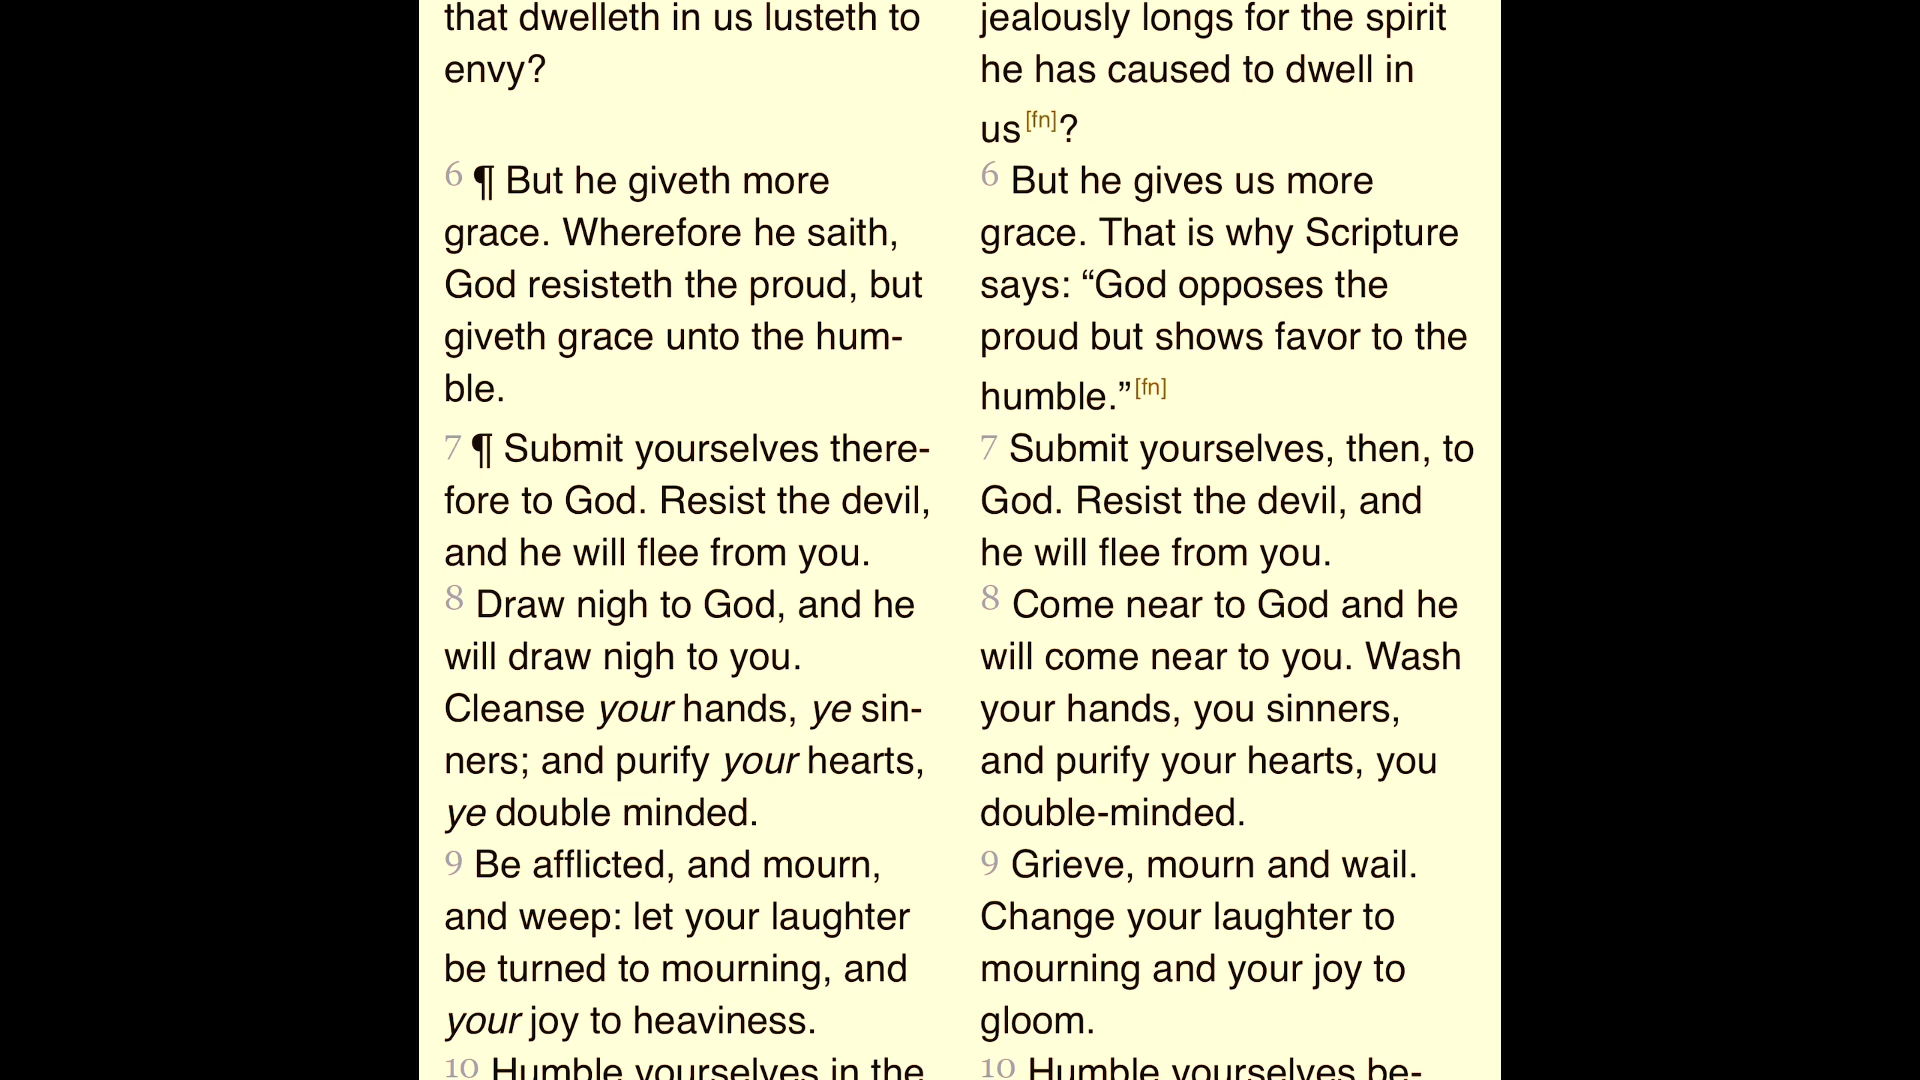 that dwelleth in us lusteth to
envy?
6 ¶ But he giveth more
grace. Wherefore he saith,
God resisteth the proud, but
giveth grace unto the hum-
ble.
7 ¶ Submit yourselves there-
fore to God. Resist the devil,
and he will flee from you.
8 Draw nigh to God, and he
will draw nigh to you.
Cleanse your hands, ye sin-
ners; and purify your hearts,
ye double minded.
9 Be afflicted, and mourn,
and weep: let your laughter
be turned to mourning, and
your joy to heaviness.
10 Humble yourselves in the
jealously longs for the spirit
he has caused to dwell in
us[fn]?
6 But he gives us more
grace. That is why Scripture
says: “God opposes the
proud but shows favor to the
humble.”[fn]
7 Submit yourselves, then, to
God. Resist the devil, and
he will flee from you.
8 Come near to God and he
will come near to you. Wash
your hands, you sinners,
and purify your hearts, you
double-minded.
9 Grieve, mourn and wail.
Change your laughter to
mourning and your joy to
gloom.
10 Humble yourselves be-